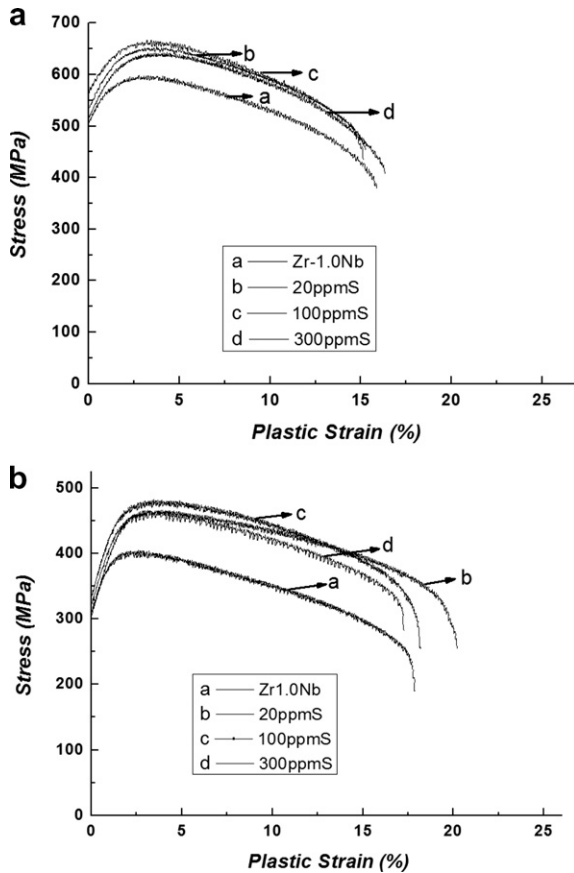 a
700
600
500
400
300
200
100
0
Stress (MPa)
b
c
a
d
a Zr-1.0Nb
b 20ppmS
c 100ppmS
d 300ppmS
0 5 10 15 20 25
Plastic Strain (%)
b
500
400
300
200
100
0
Stress (MPa)
c
d
b
a
a Zr1.0Nb
b 20ppmS
c 100ppmS
d 300ppmS
0 5 10 15 20 25
Plastic Strain (%)